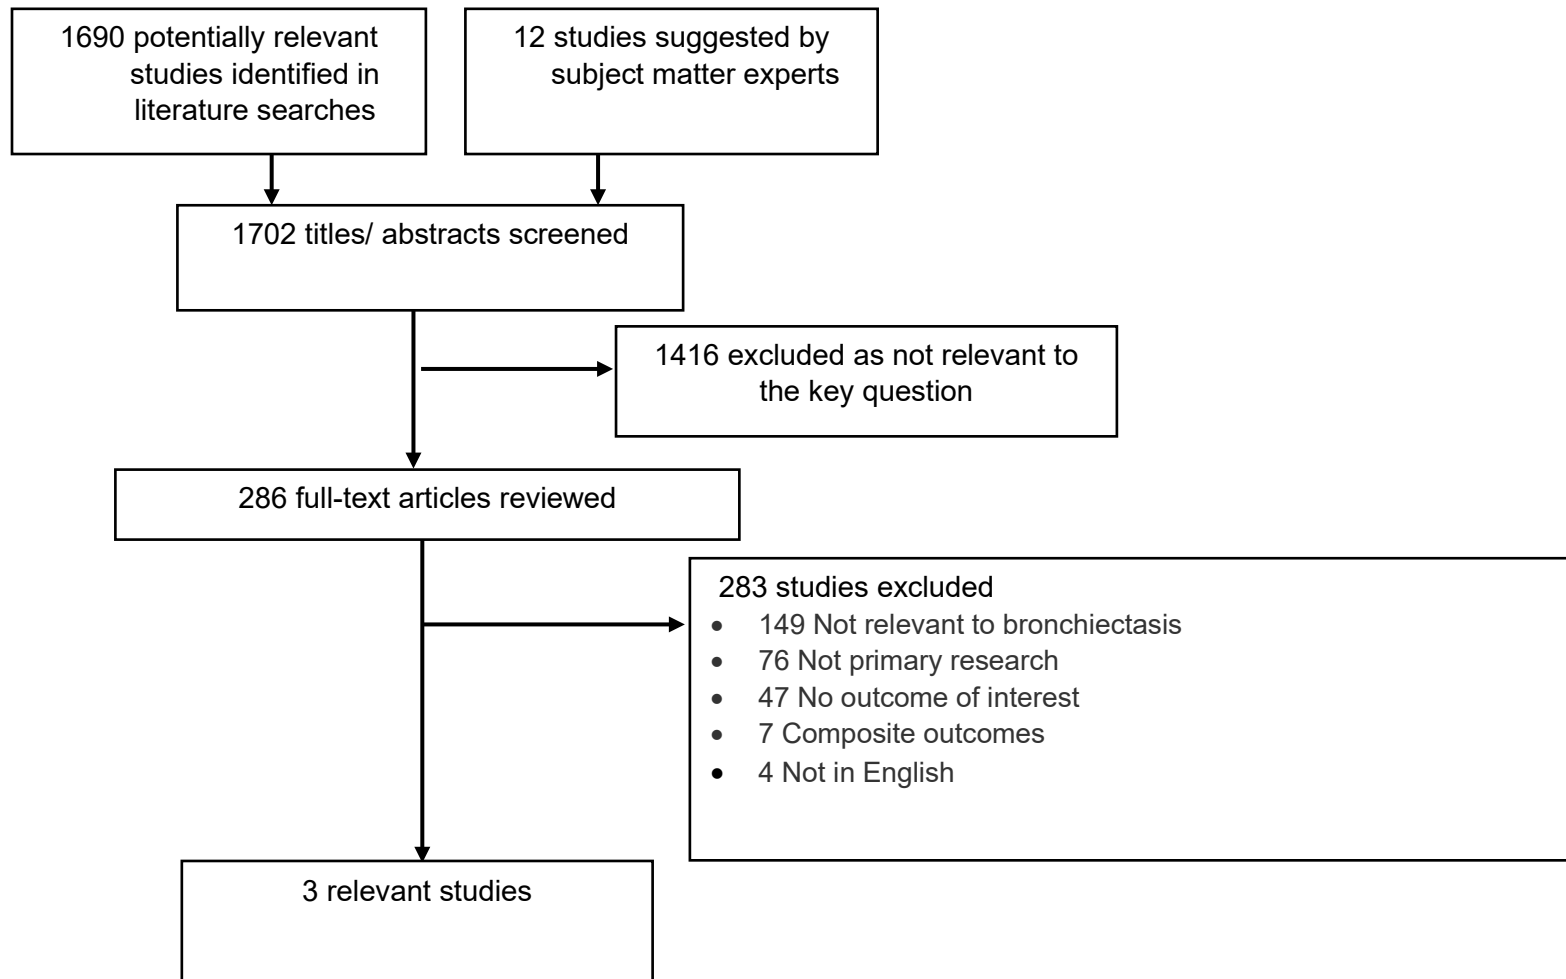 1690 potentially relevant
studies identified in
literature searches
12 studies suggested by
subject matter experts
1702 titles/ abstracts screened
1416 excluded as not relevant to
the key question
286 full-text articles reviewed
283 studies excluded
• 149 Not relevant to bronchiectasis
• 76 Not primary research
• 47 No outcome of interest
• 7 Composite outcomes
• 4 Not in English
3 relevant studies